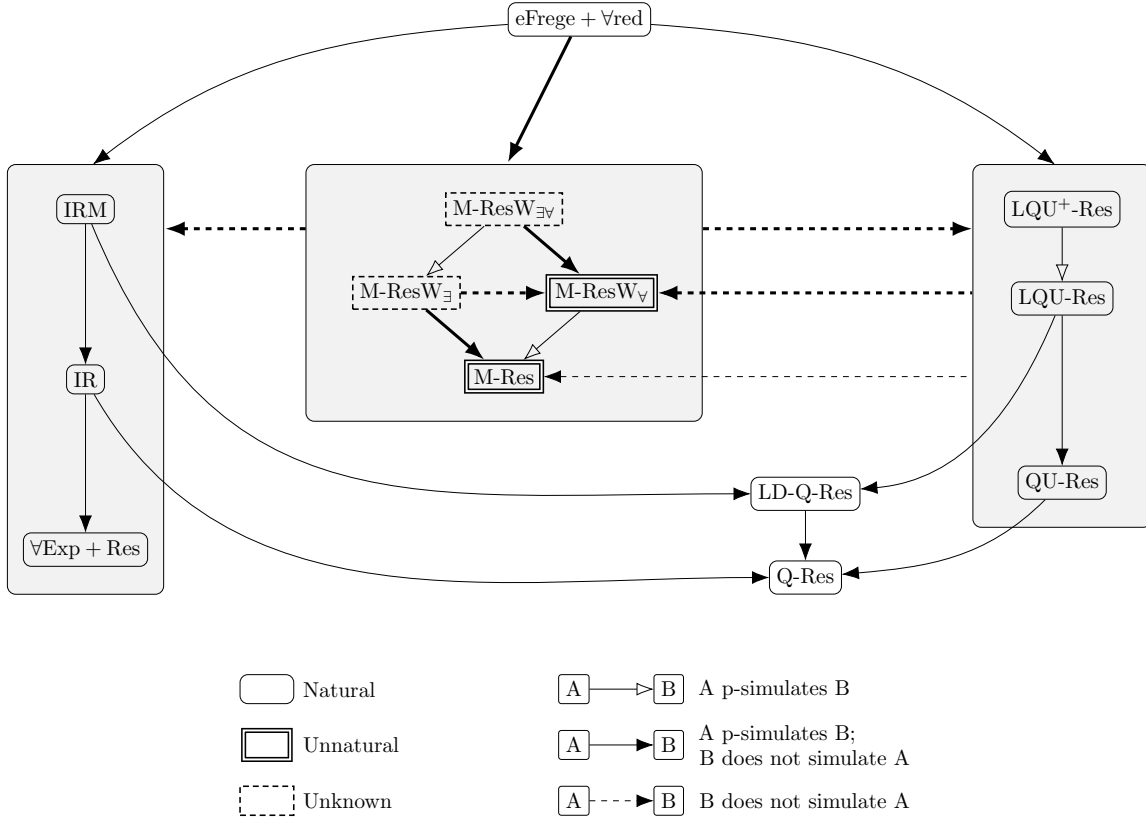 eFrege + ∀red
IRM
M-ResW∃∀
LQU⁺-Res
M-ResW∃
M-ResW∀
LQU-Res
IR
M-Res
LD-Q-Res
QU-Res
∀Exp + Res
Q-Res
Natural
A
B
A p-simulates B
Unnatural
A
B
A p-simulates B;
B does not simulate A
Unknown
A
B
B does not simulate A